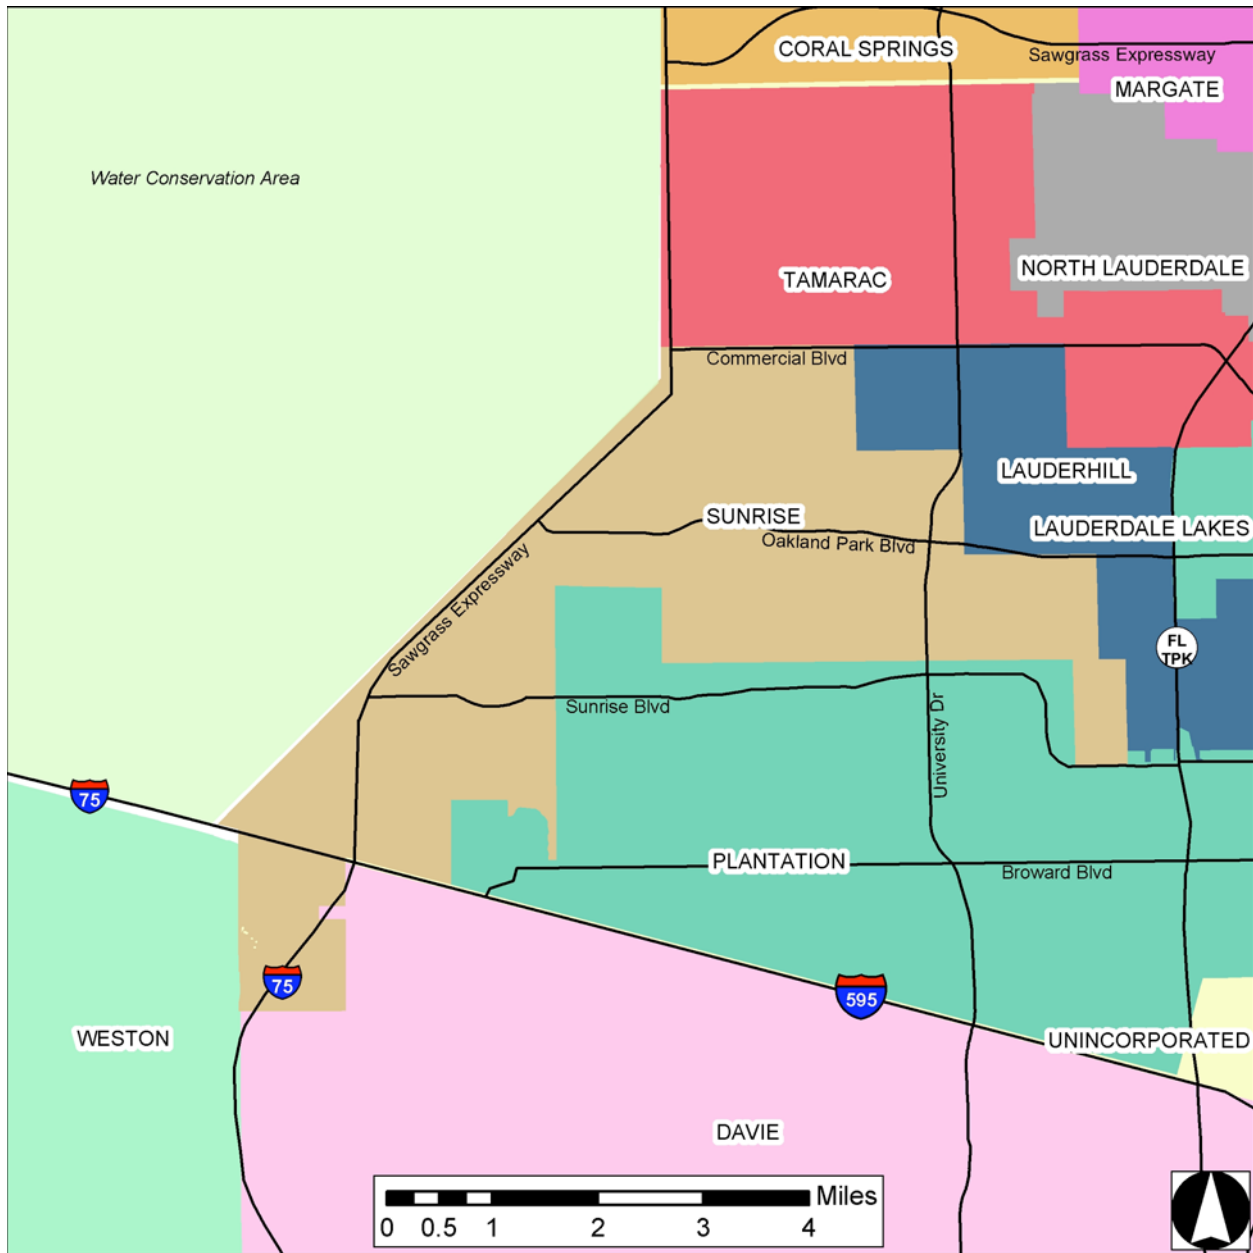 CORAL SPRINGS
Sawgrass Expressway
MARGATE
Water Conservation Area
NORTH LAUDERDALE
TAMARAC
Commercial Blvd
LAUDERHILL
SUNRISE
LAUDERDALE LAKES
Oakland Park Blvd
Sawgrass Expressway
FL
TPK
Sunrise Blvd
University Dr
75
PLANTATION
Broward Blvd
75
595
WESTON
UNINCORPORATED
DAVIE
Miles
0 0.5 1 2 3 4